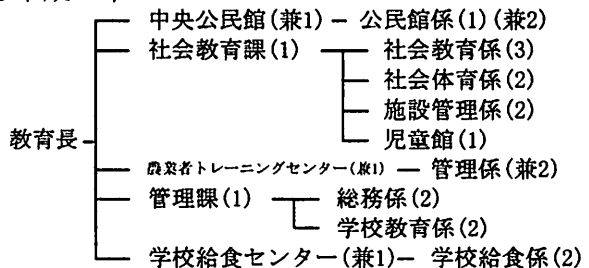 中央公民館(兼1) － 公民館係(1)(兼2)
社会教育課(1) 社会教育係(3)
社会体育係(2)
施設管理係(2)
児童館(1)
教育長
農業者トレーニングセンター(兼1) － 管理係(兼2)
管理課(1) 総務係(2)
学校教育係(2)
学校給食センター(兼1)－ 学校給食係(2)